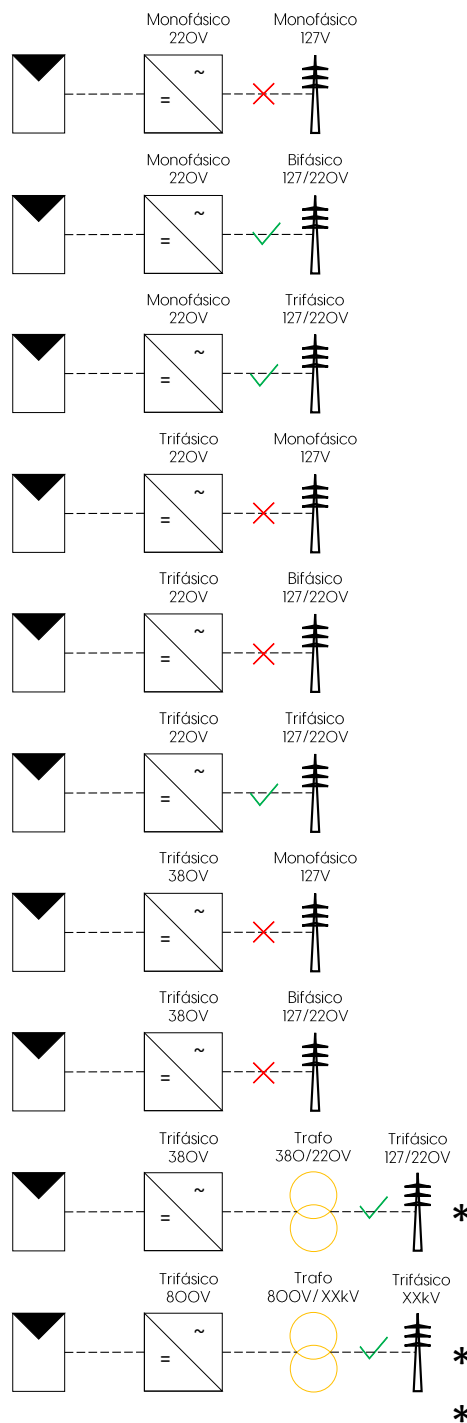 Monofásico Monofásico
220V 127V
~
=
Monofásico Bifásico
220V 127/220V
~
=
Monofásico Trifásico
220V 127/220V
~
=
Trifásico Monofásico
220V 127V
~
=
Trifásico Bifásico
220V 127/220V
~
=
Trifásico Trifásico
220V 127/220V
~
=
Trifásico Monofásico
380V 127V
~
=
Trifásico Bifásico
380V 127/220V
~
=
Trifásico Trafo Trifásico
380V 380/220V 127/220V
~
= *
Trifásico Trafo Trifásico
800V 800V/XXkV XXkV
~
= *
*